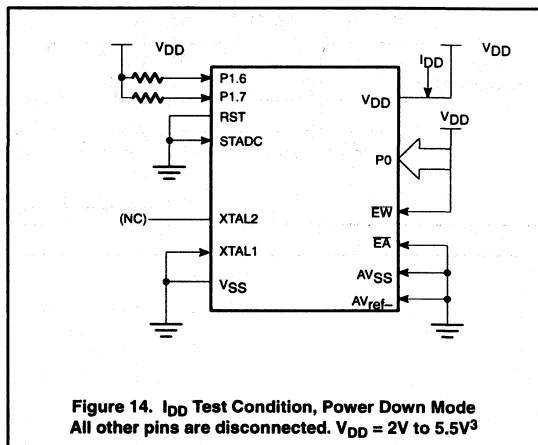 VDD
P1.6
P1.7
RST
STADC
(NC)
XTAL2
XTAL1
VSS
IDD
VDD
VDD
VDD
P0
EW
EA
AVSS
AVref–
Figure 14. IDD Test Condition, Power Down Mode
All other pins are disconnected. VDD = 2V to 5.5V3